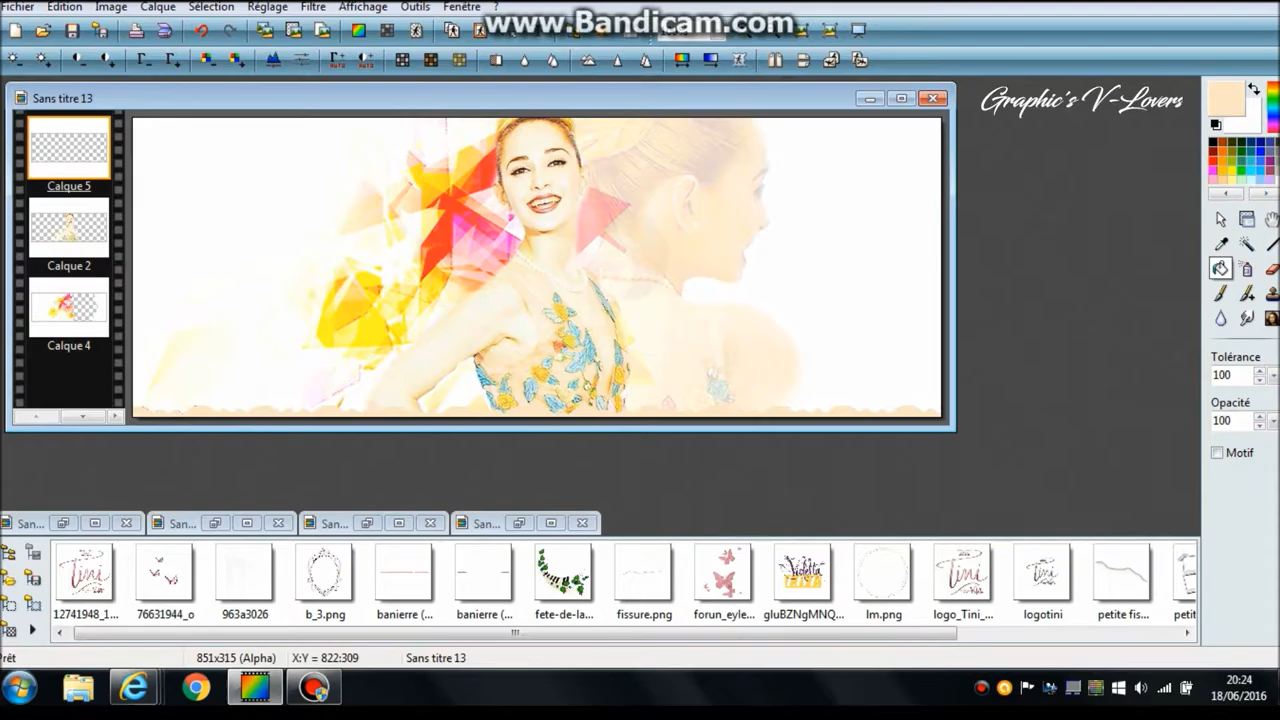 Fichier Edition Image Calque Sélection Réglage Filtre Affichage Outils Fenêtre ?
www.Bandicam.com
Sans titre 13
Graphic's V-Lovers
Calque 5
Calque 2
Calque 4
Tolérance
100
Opacité
100
Motif
San...
San...
San...
San...
12741948_1...
76631944_o
963a3026
b_3.png
banierre (...
banierre (...
fete-de-la...
fissure.png
forun_eyle...
gluBZNgMNQ...
lm.png
logo_Tini_...
logotini
petite fis...
petit
Prêt
851x315 (Alpha)
X:Y = 822:309
Sans titre 13
20:24
18/06/2016